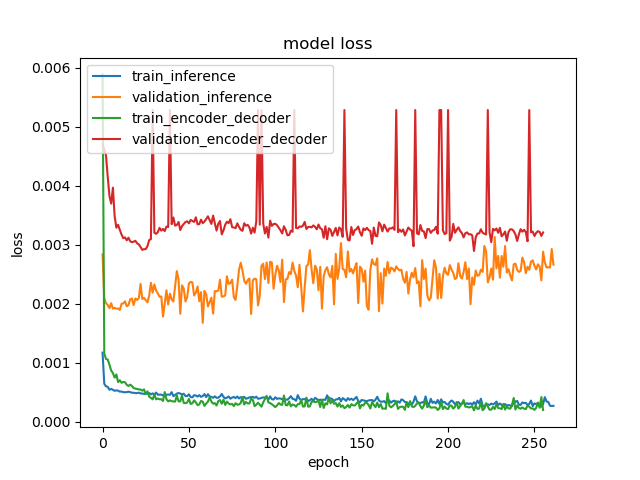 model loss
0.006
0.005
0.004
0.003
0.002
0.001
0.000
loss
train_inference
validation_inference
train_encoder_decoder
validation_encoder_decoder
0 50 100 150 200 250
epoch